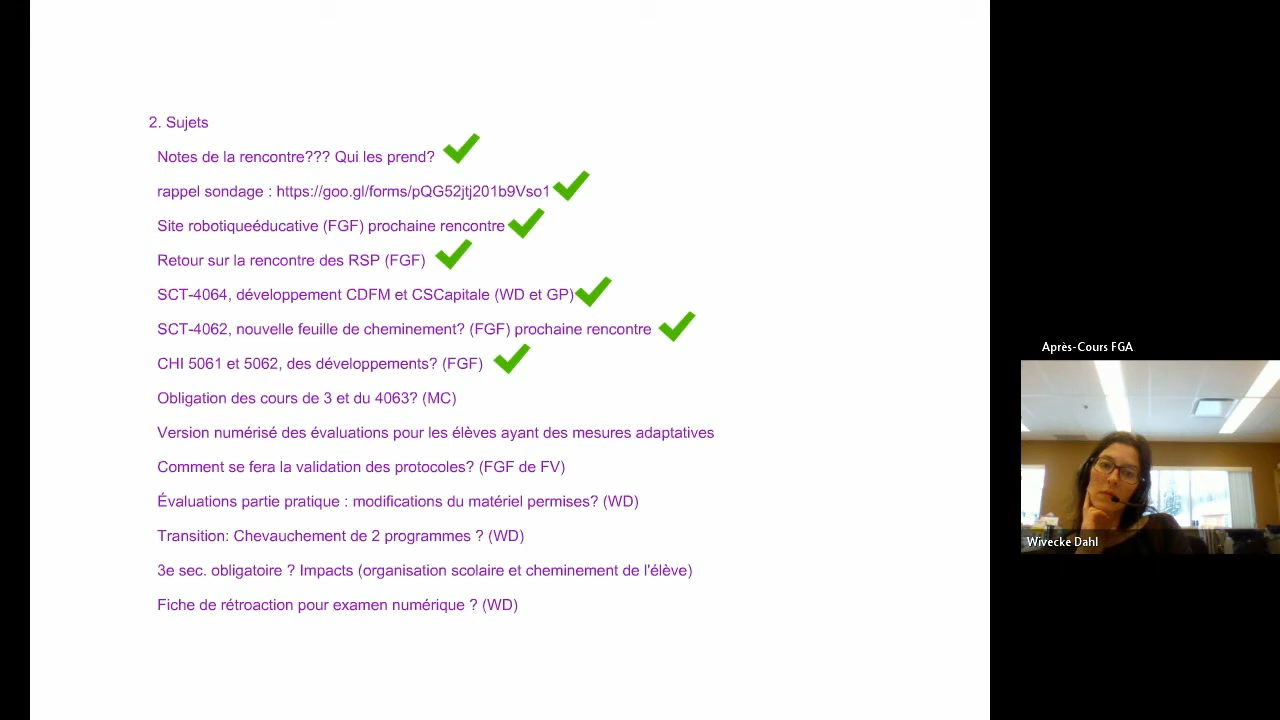 2. Sujets
Notes de la rencontre??? Qui les prend?
rappel sondage : https://goo.gl/forms/pQG52jtj201b9Vso1
Site robotiqueéducative (FGF) prochaine rencontre
Retour sur la rencontre des RSP (FGF)
SCT-4064, développement CDFM et CSCapitale (WD et GP)
SCT-4062, nouvelle feuille de cheminement? (FGF) prochaine rencontre
CHI 5061 et 5062, des développements? (FGF)
Obligation des cours de 3 et du 4063? (MC)
Version numérisé des évaluations pour les élèves ayant des mesures adaptatives
Comment se fera la validation des protocoles? (FGF de FV)
Évaluations partie pratique : modifications du matériel permises? (WD)
Transition: Chevauchement de 2 programmes ? (WD)
3e sec. obligatoire ? Impacts (organisation scolaire et cheminement de l'élève)
Fiche de rétroaction pour examen numérique ? (WD)
Après-Cours FGA
Wivecke Dahl